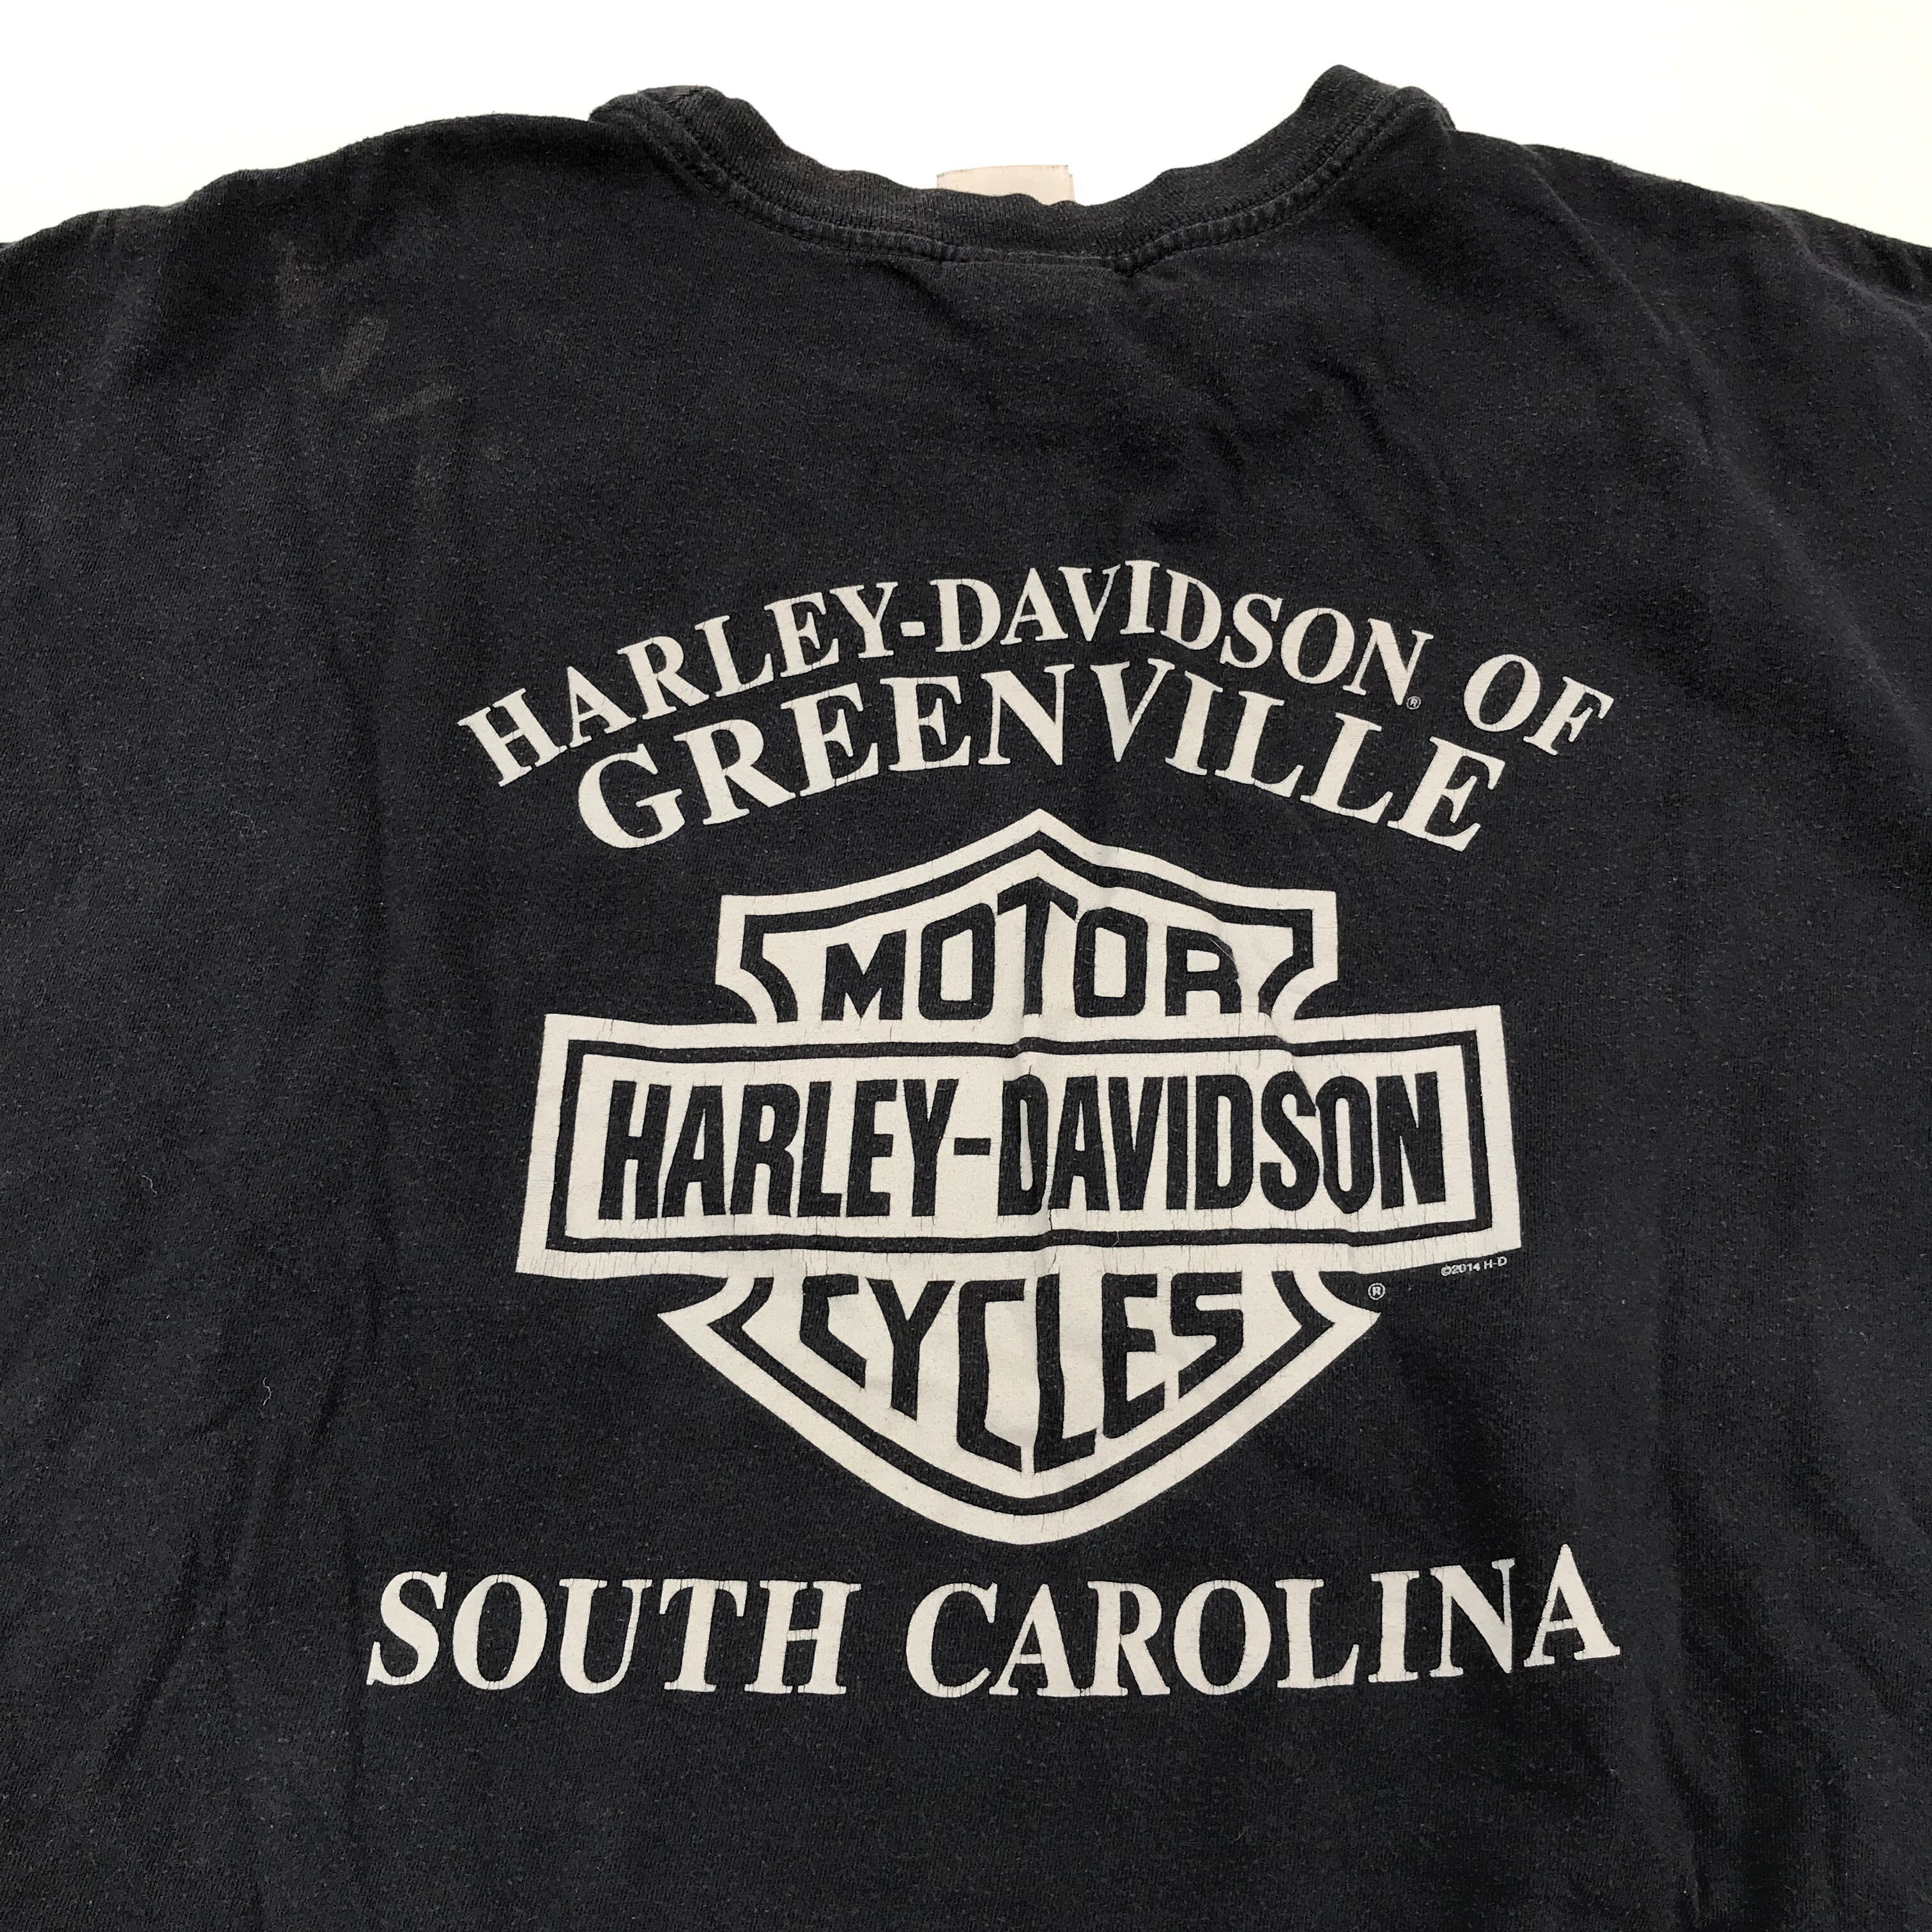 HARLEY-DAVIDSON® OF
GREENVILLE
MOTOR
HARLEY-DAVIDSON
CYCLES
®
©2014 H-D
SOUTH CAROLINA